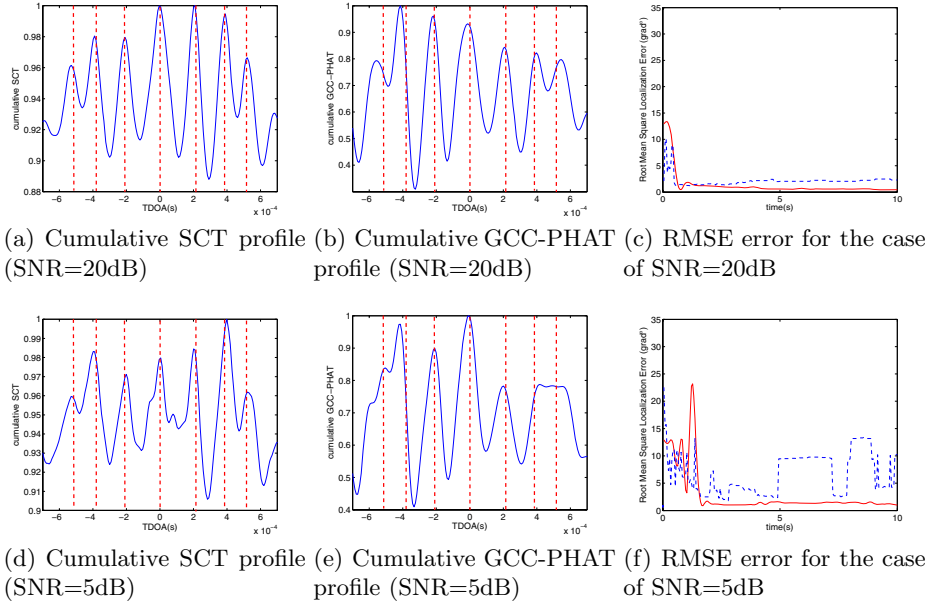 1
0.98
0.96
0.94
0.92
0.9
0.88
cumulative SCT
−6 −4 −2 0 2 4 6
TDOA(s)
x 10⁻⁴
1
0.9
0.8
0.7
0.6
0.5
0.4
cumulative GCC−PHAT
−6 −4 −2 0 2 4 6
TDOA(s)
x 10⁻⁴
35
30
25
20
15
10
5
0
Root Mean Square Localization Error (grad°)
0 5 10
time(s)
(a) Cumulative SCT profile (SNR=20dB)
(b) Cumulative GCC-PHAT profile (SNR=20dB)
(c) RMSE error for the case of SNR=20dB
1
0.99
0.98
0.97
0.96
0.95
0.94
0.93
0.92
0.91
0.9
cumulative SCT
−6 −4 −2 0 2 4 6
TDOA(s)
x 10⁻⁴
1
0.9
0.8
0.7
0.6
0.5
0.4
cumulative GCC−PHAT
−6 −4 −2 0 2 4 6
TDOA(s)
x 10⁻⁴
35
30
25
20
15
10
5
0
Root Mean Square Localization Error (grad°)
0 5 10
time(s)
(d) Cumulative SCT profile (SNR=5dB)
(e) Cumulative GCC-PHAT profile (SNR=5dB)
(f) RMSE error for the case of SNR=5dB